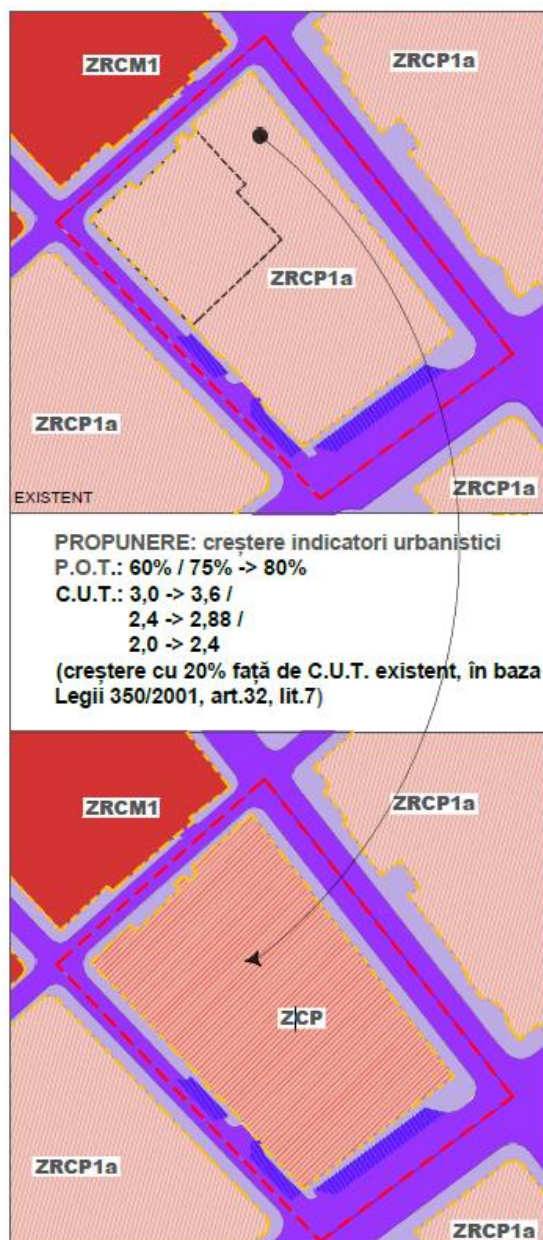 ZRCM1
ZRCP1a
ZRCP1a
ZRCP1a
ZRCP1a
EXISTENT
PROPUNERE: creștere indicatori urbanistici
P.O.T.: 60% / 75% -> 80%
C.U.T.: 3,0 -> 3,6 /
2,4 -> 2,88 /
2,0 -> 2,4
(creștere cu 20% față de C.U.T. existent, în baza
Legii 350/2001, art.32, lit.7)
ZRCM1
ZRCP1a
ZCP
ZRCP1a
ZRCP1a